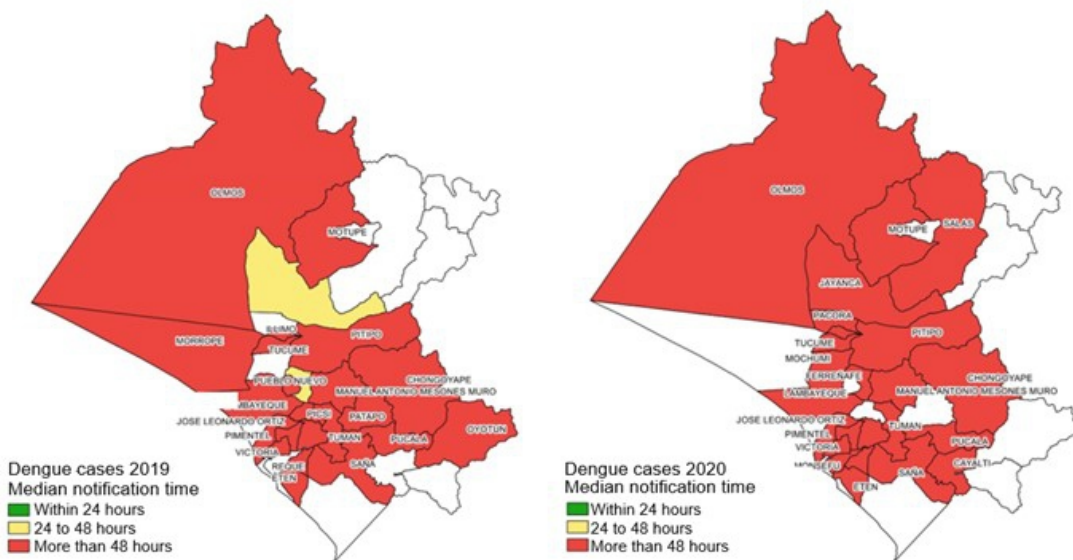 OLMOS
MOTUPE
ILLIMO
PITIPO
MORROPE
TUCUME
PUEBLO NUEVO
CHONGOYAPE
MANUEL ANTONIO MESONES MURO
MBAYEQUE
PICSI
PATAPO
JOSE LEONARDO ORTIZ
OYOTUN
PIMENTEL
TUMAN
PUCALA
VICTORIA
SAÑA
REQUE
ETEN
Dengue cases 2019
Median notification time
Within 24 hours
24 to 48 hours
More than 48 hours
OLMOS
SALAS
MOTUPE
JAYANCA
PACORA
PITIPO
TUCUME
MOCHUMI
FERREÑAFE
CHONGOYAPE
LAMBAYEQUE
MANUEL ANTONIO MESONES MURO
JOSE LEONARDO ORTIZ
TUMAN
PIMENTEL
PUCALA
VICTORIA
CAYALTI
MONSEFU
SAÑA
ETEN
Dengue cases 2020
Median notification time
Within 24 hours
24 to 48 hours
More than 48 hours